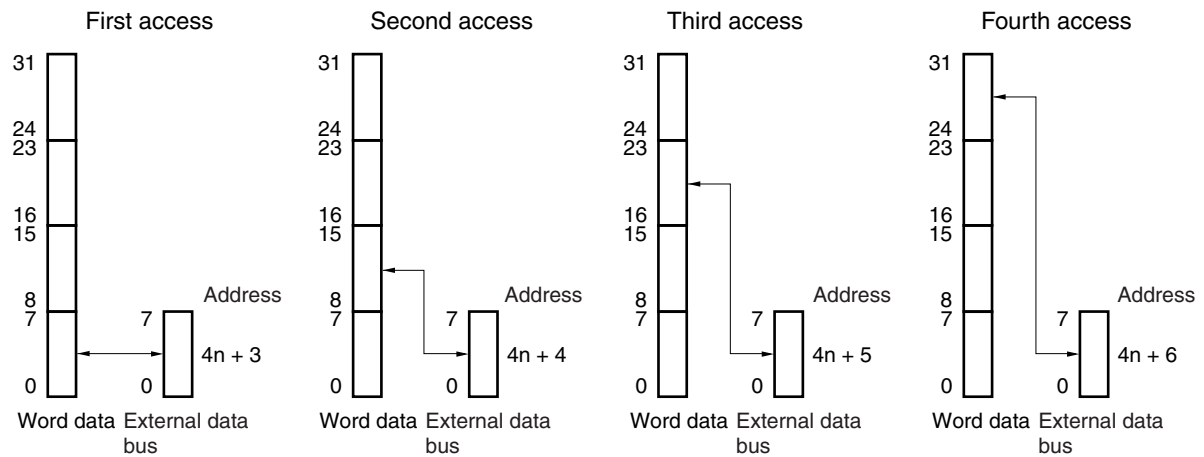 First access
31
24
23
16
15
8
7
0
Address
7
4n + 3
0
Word data External data
bus
Second access
31
24
23
16
15
8
7
0
Address
7
4n + 4
0
Word data External data
bus
Third access
31
24
23
16
15
8
7
0
Address
7
4n + 5
0
Word data External data
bus
Fourth access
31
24
23
16
15
8
7
0
Address
7
4n + 6
0
Word data External data
bus